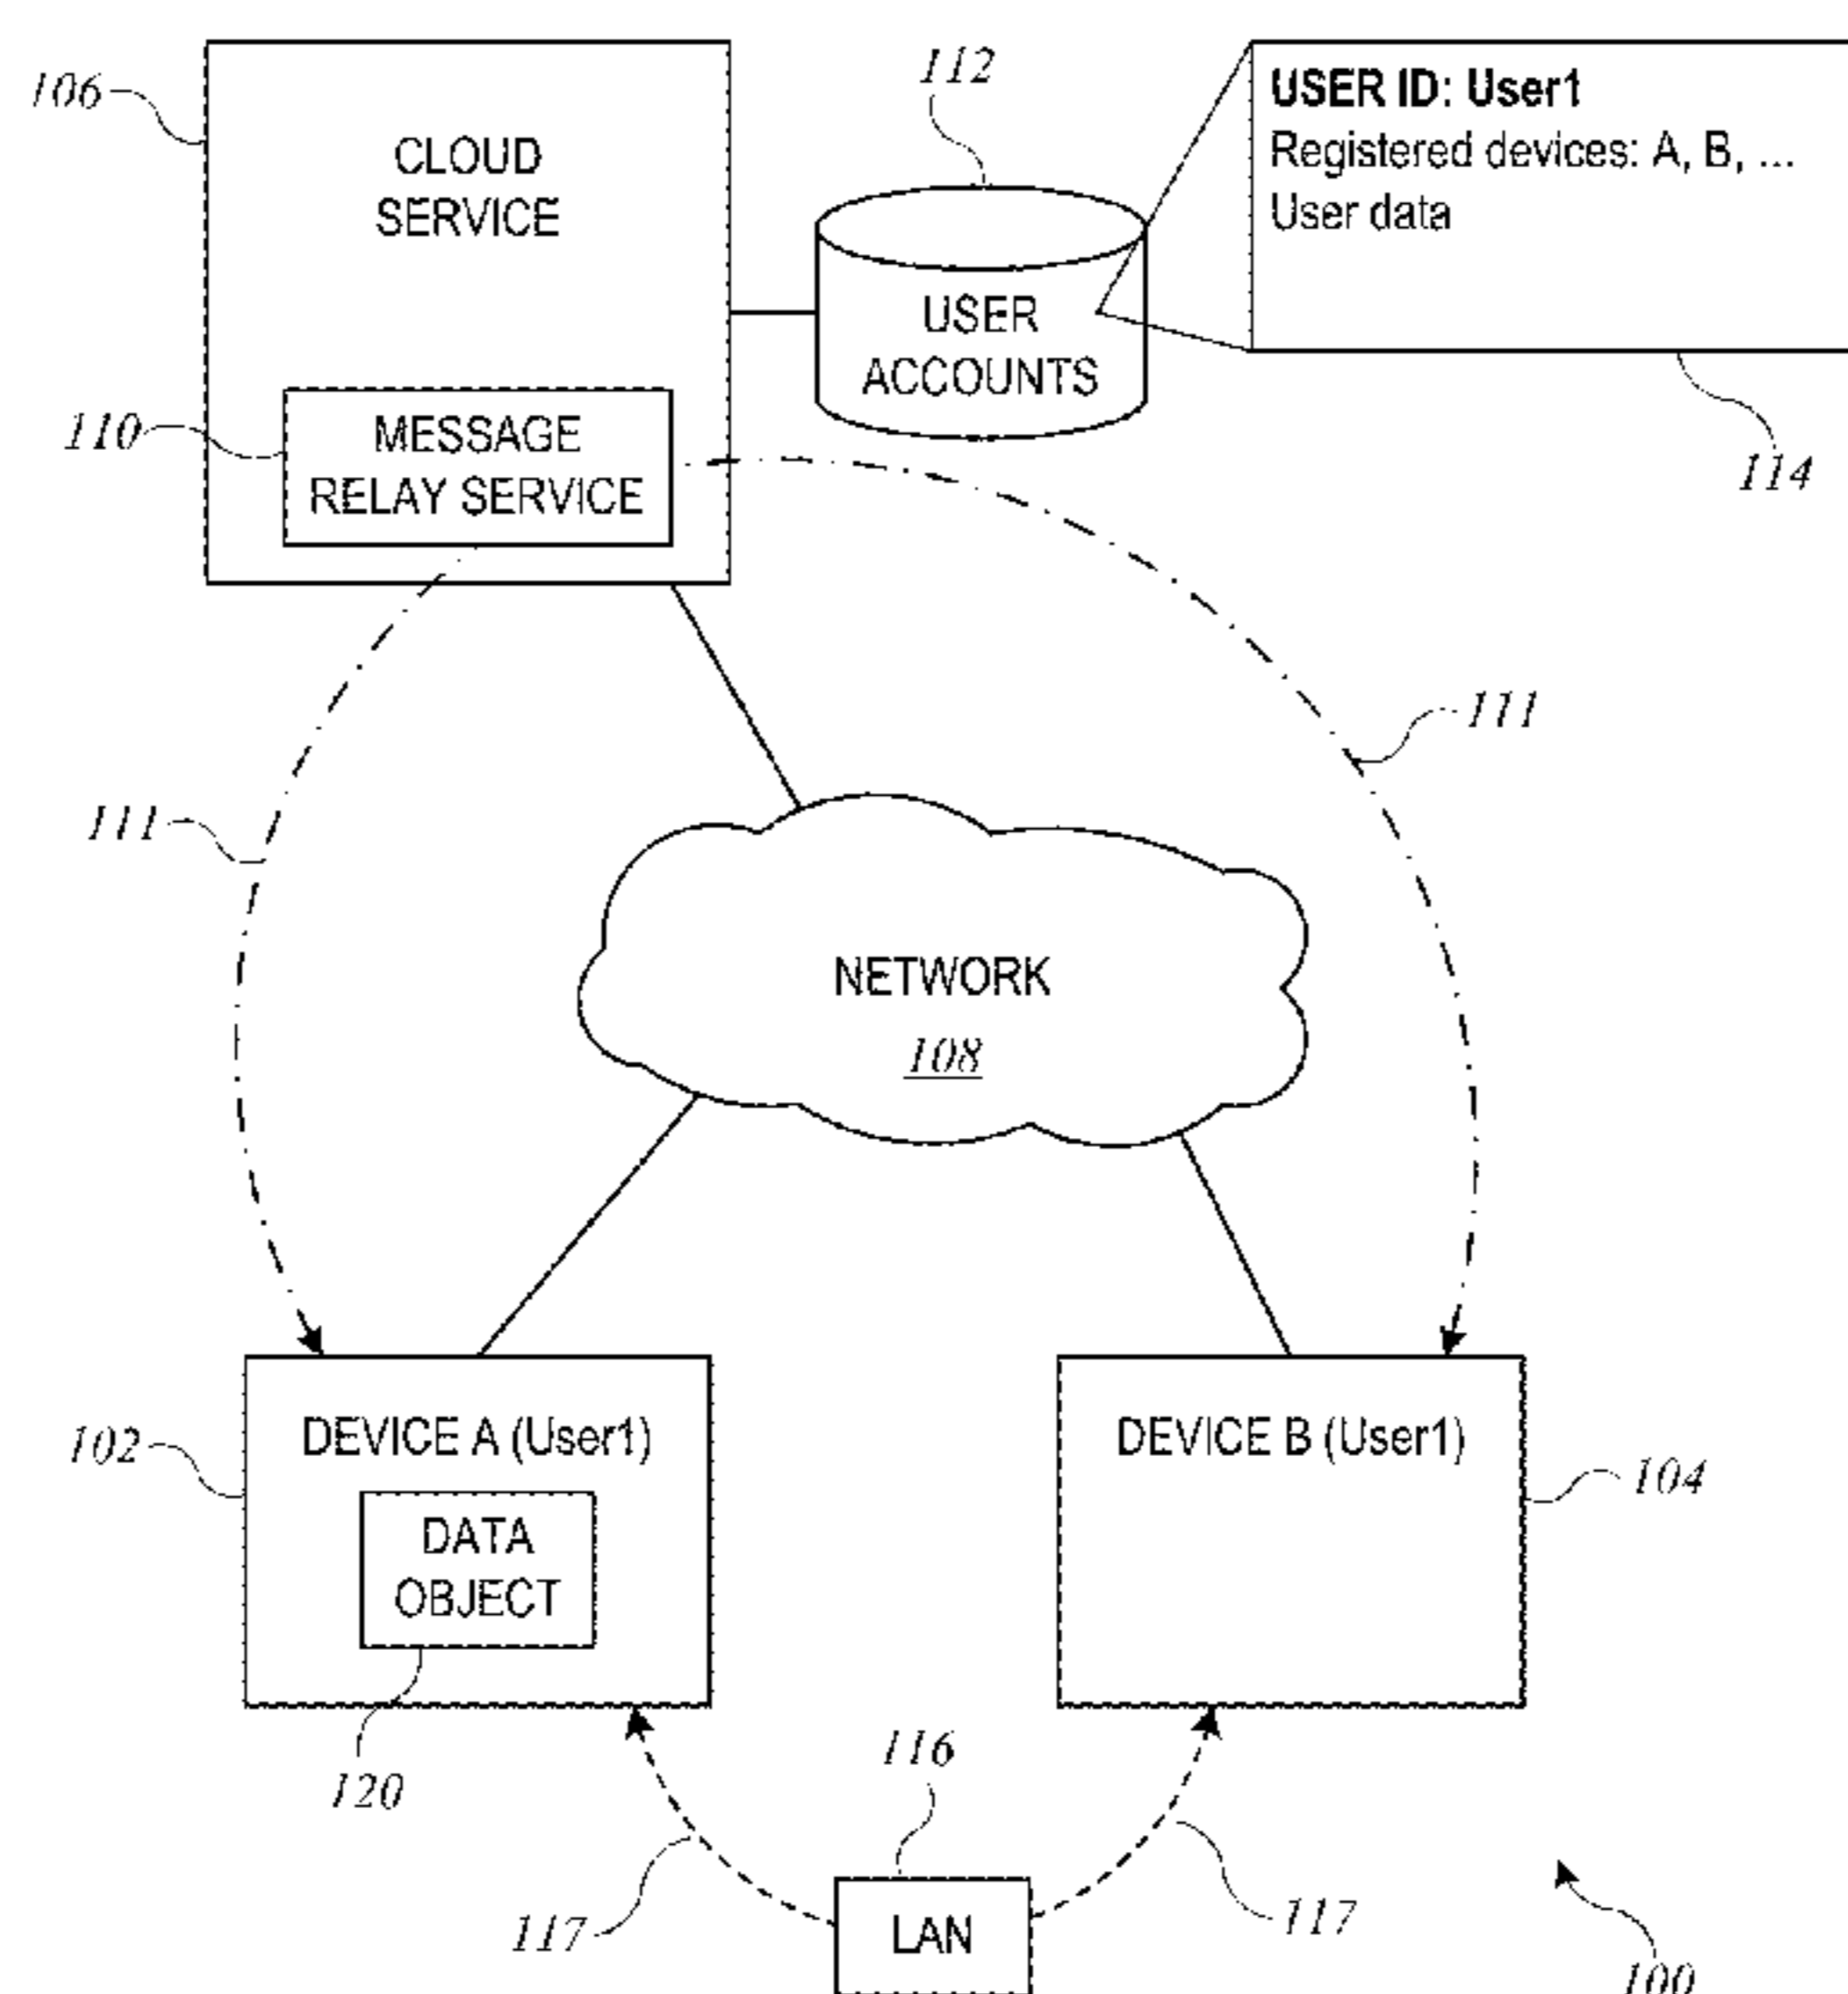 106
CLOUD
SERVICE
112
USER ID: User1
Registered devices: A, B, ...
User data
USER
ACCOUNTS
110
MESSAGE
RELAY SERVICE
114
111
111
NETWORK
108
102
DEVICE A (User1)
DEVICE B (User1)
104
DATA
OBJECT
120
116
117
LAN
117
100